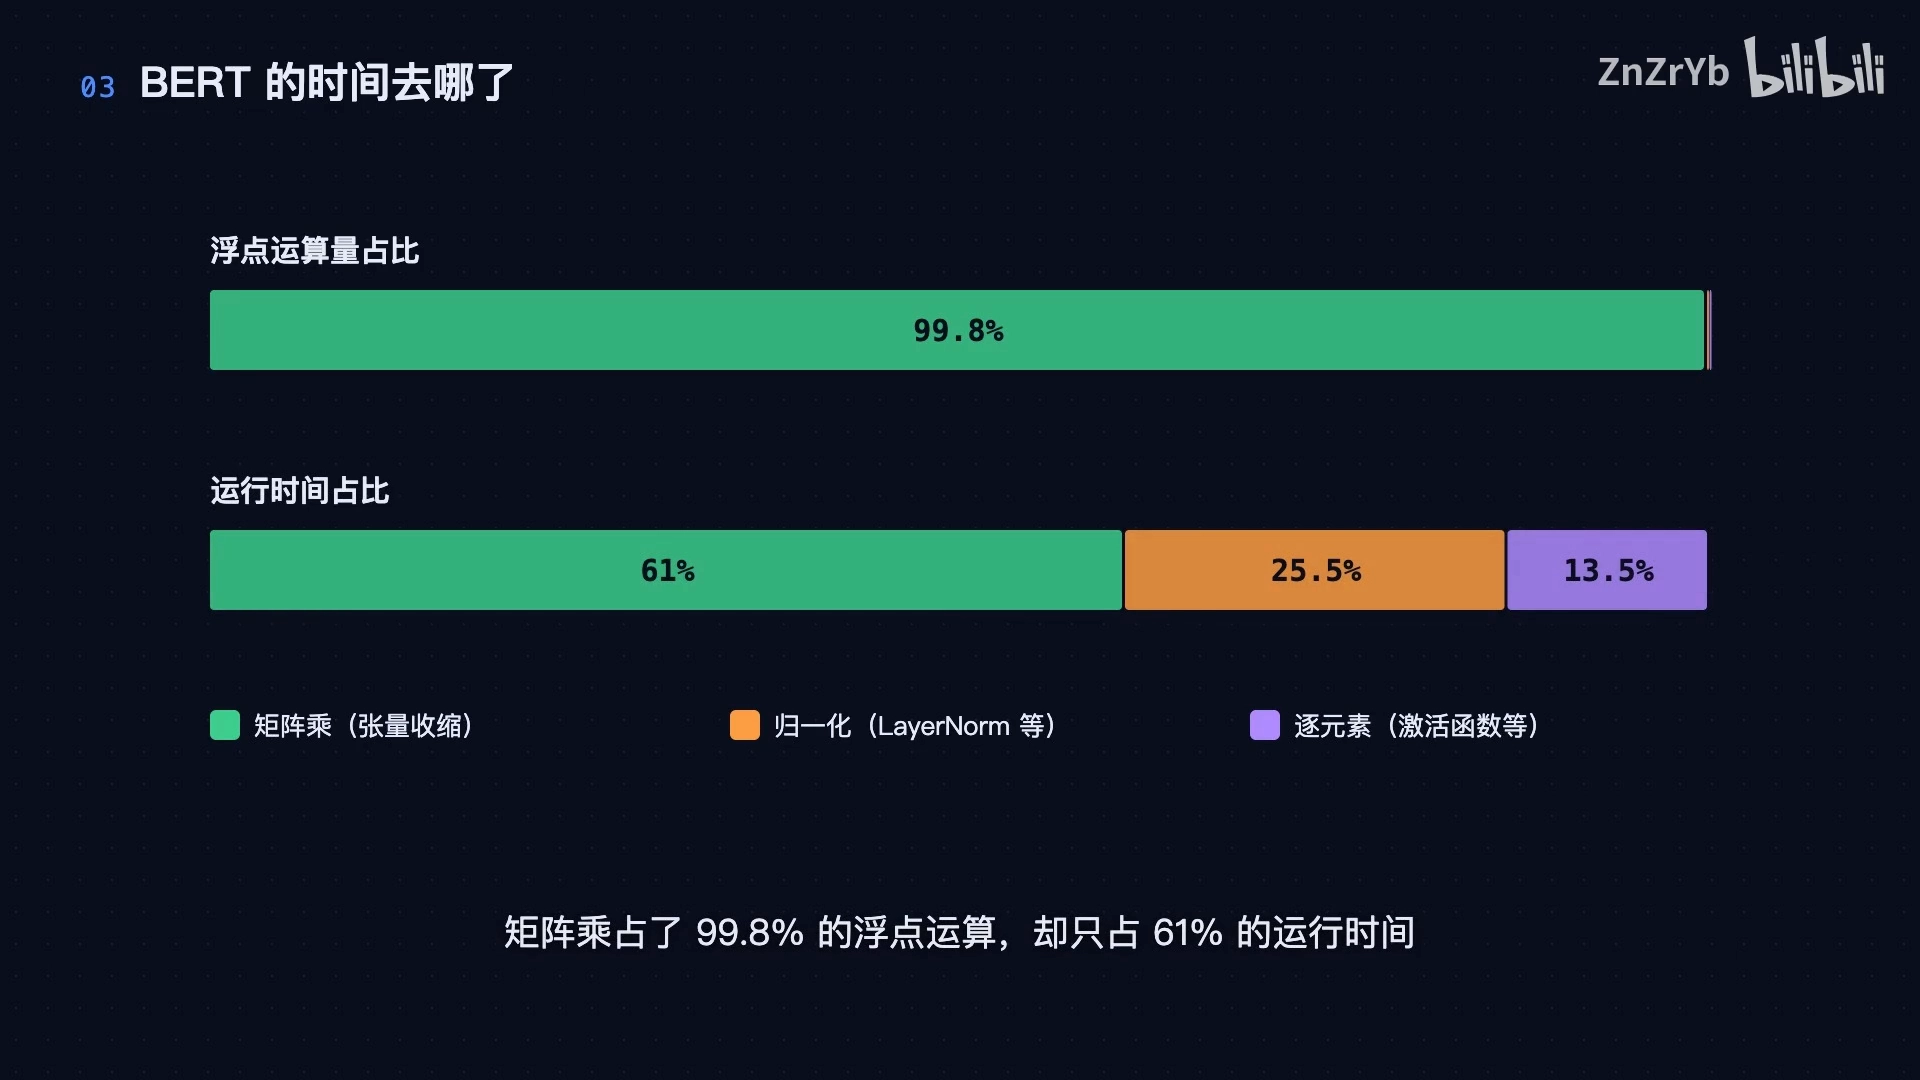 03 BERT 的时间去哪了
ZnZrYb bilibili
浮点运算量占比
99.8%
运行时间占比
61% 25.5% 13.5%
矩阵乘（张量收缩） 归一化（LayerNorm 等） 逐元素（激活函数等）
矩阵乘占了 99.8% 的浮点运算，却只占 61% 的运行时间